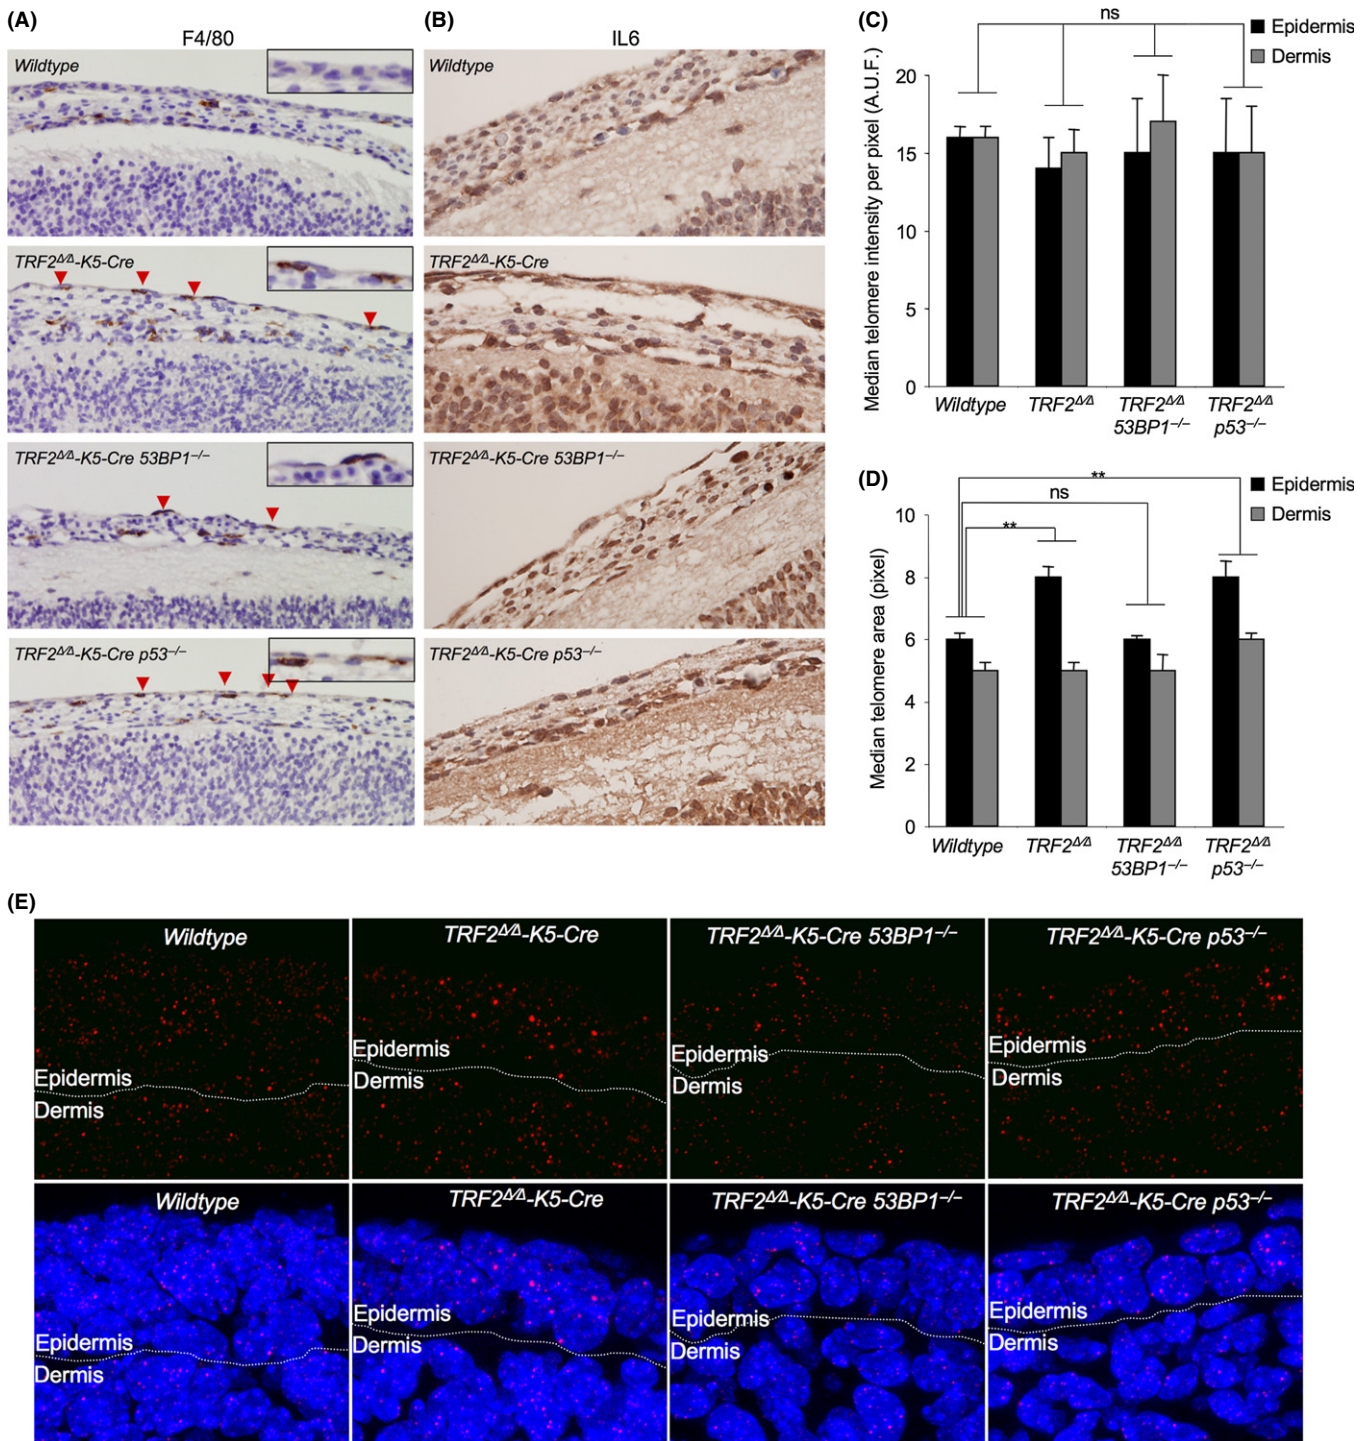 (A)
F4/80
Wildtype
TRF2Δ/Δ-K5-Cre
TRF2Δ/Δ-K5-Cre 53BP1–/–
TRF2Δ/Δ-K5-Cre p53–/–
(B)
IL6
Wildtype
TRF2Δ/Δ-K5-Cre
TRF2Δ/Δ-K5-Cre 53BP1–/–
TRF2Δ/Δ-K5-Cre p53–/–
(C)
ns
Epidermis
Dermis
Median telomere intensity per pixel (A.U.F.)
20
15
10
5
0
Wildtype
TRF2Δ/Δ
TRF2Δ/Δ
53BP1–/–
TRF2Δ/Δ
p53–/–
(D)
**
ns
**
Epidermis
Dermis
Median telomere area (pixel)
10
8
6
4
2
0
Wildtype
TRF2Δ/Δ
TRF2Δ/Δ
53BP1–/–
TRF2Δ/Δ
p53–/–
(E)
Wildtype
Epidermis
Dermis
TRF2Δ/Δ-K5-Cre
Epidermis
Dermis
TRF2Δ/Δ-K5-Cre 53BP1–/–
Epidermis
Dermis
TRF2Δ/Δ-K5-Cre p53–/–
Epidermis
Dermis
Wildtype
Epidermis
Dermis
TRF2Δ/Δ-K5-Cre
Epidermis
Dermis
TRF2Δ/Δ-K5-Cre 53BP1–/–
Epidermis
Dermis
TRF2Δ/Δ-K5-Cre p53–/–
Epidermis
Dermis